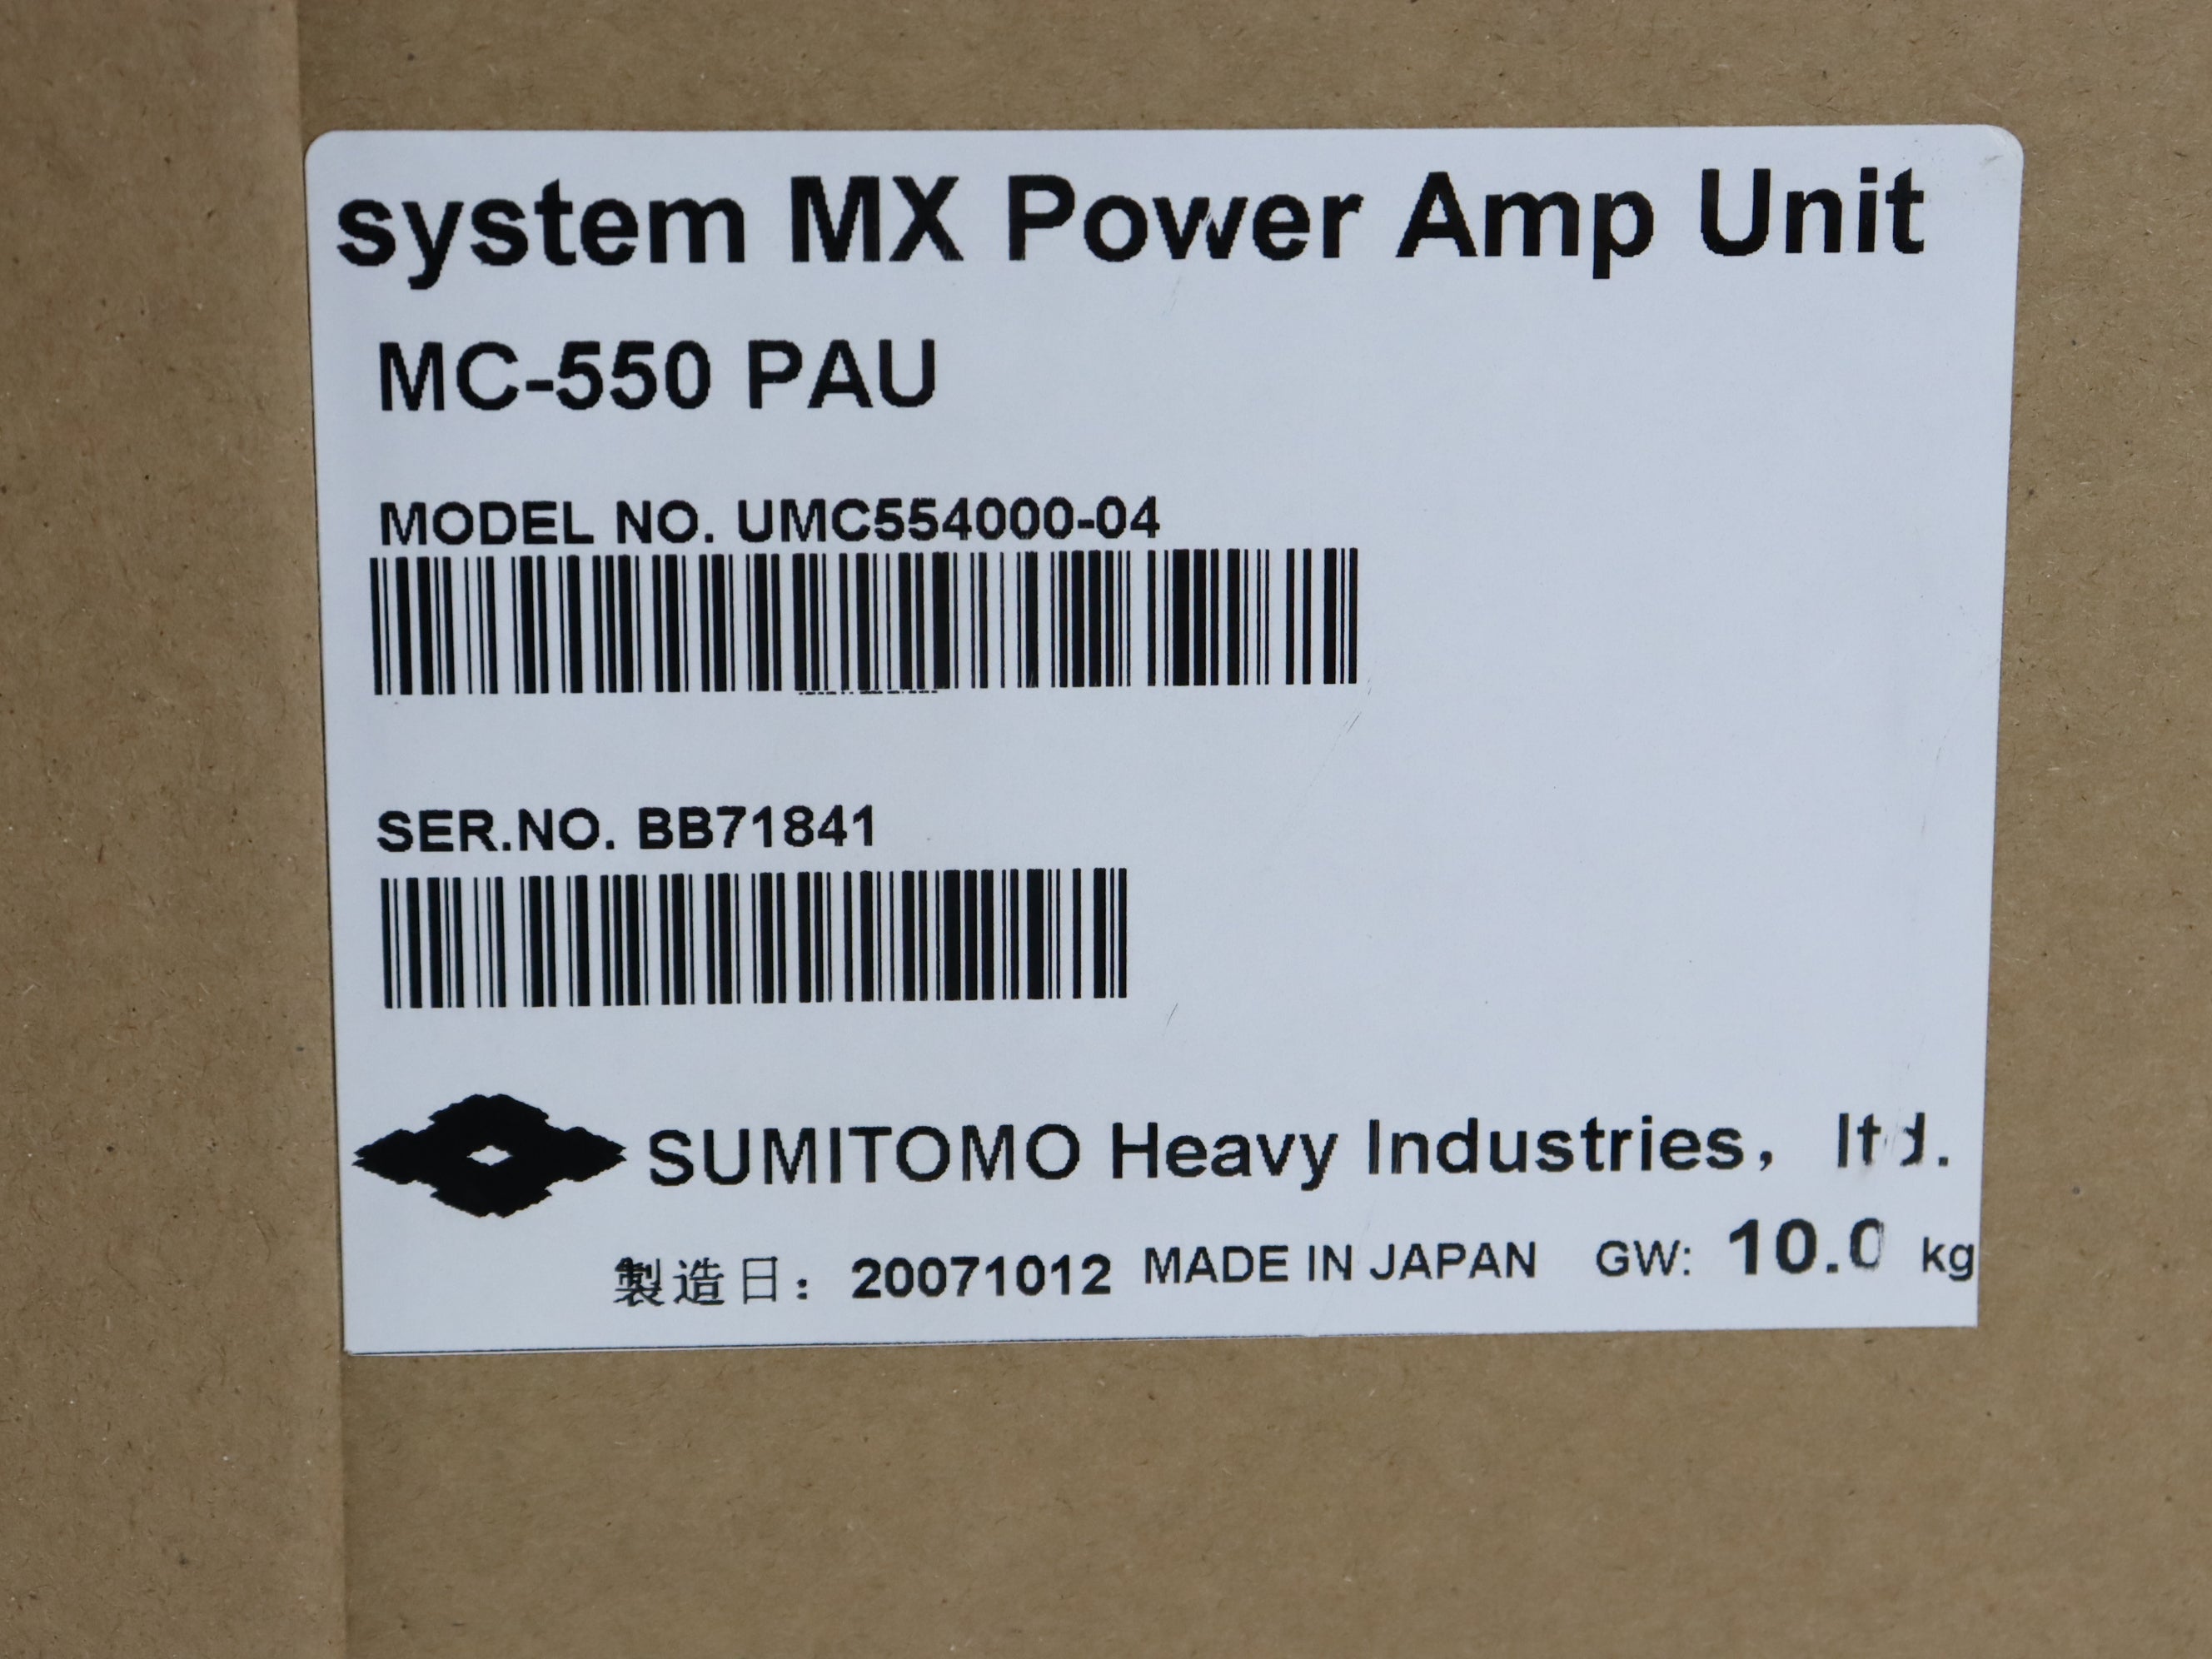 system MX Power Amp Unit
MC-550 PAU
MODEL NO. UMC554000-04
SER.NO. BB71841
SUMITOMO Heavy Industries, ltd.
製造日: 20071012 MADE IN JAPAN GW: 10.0 kg